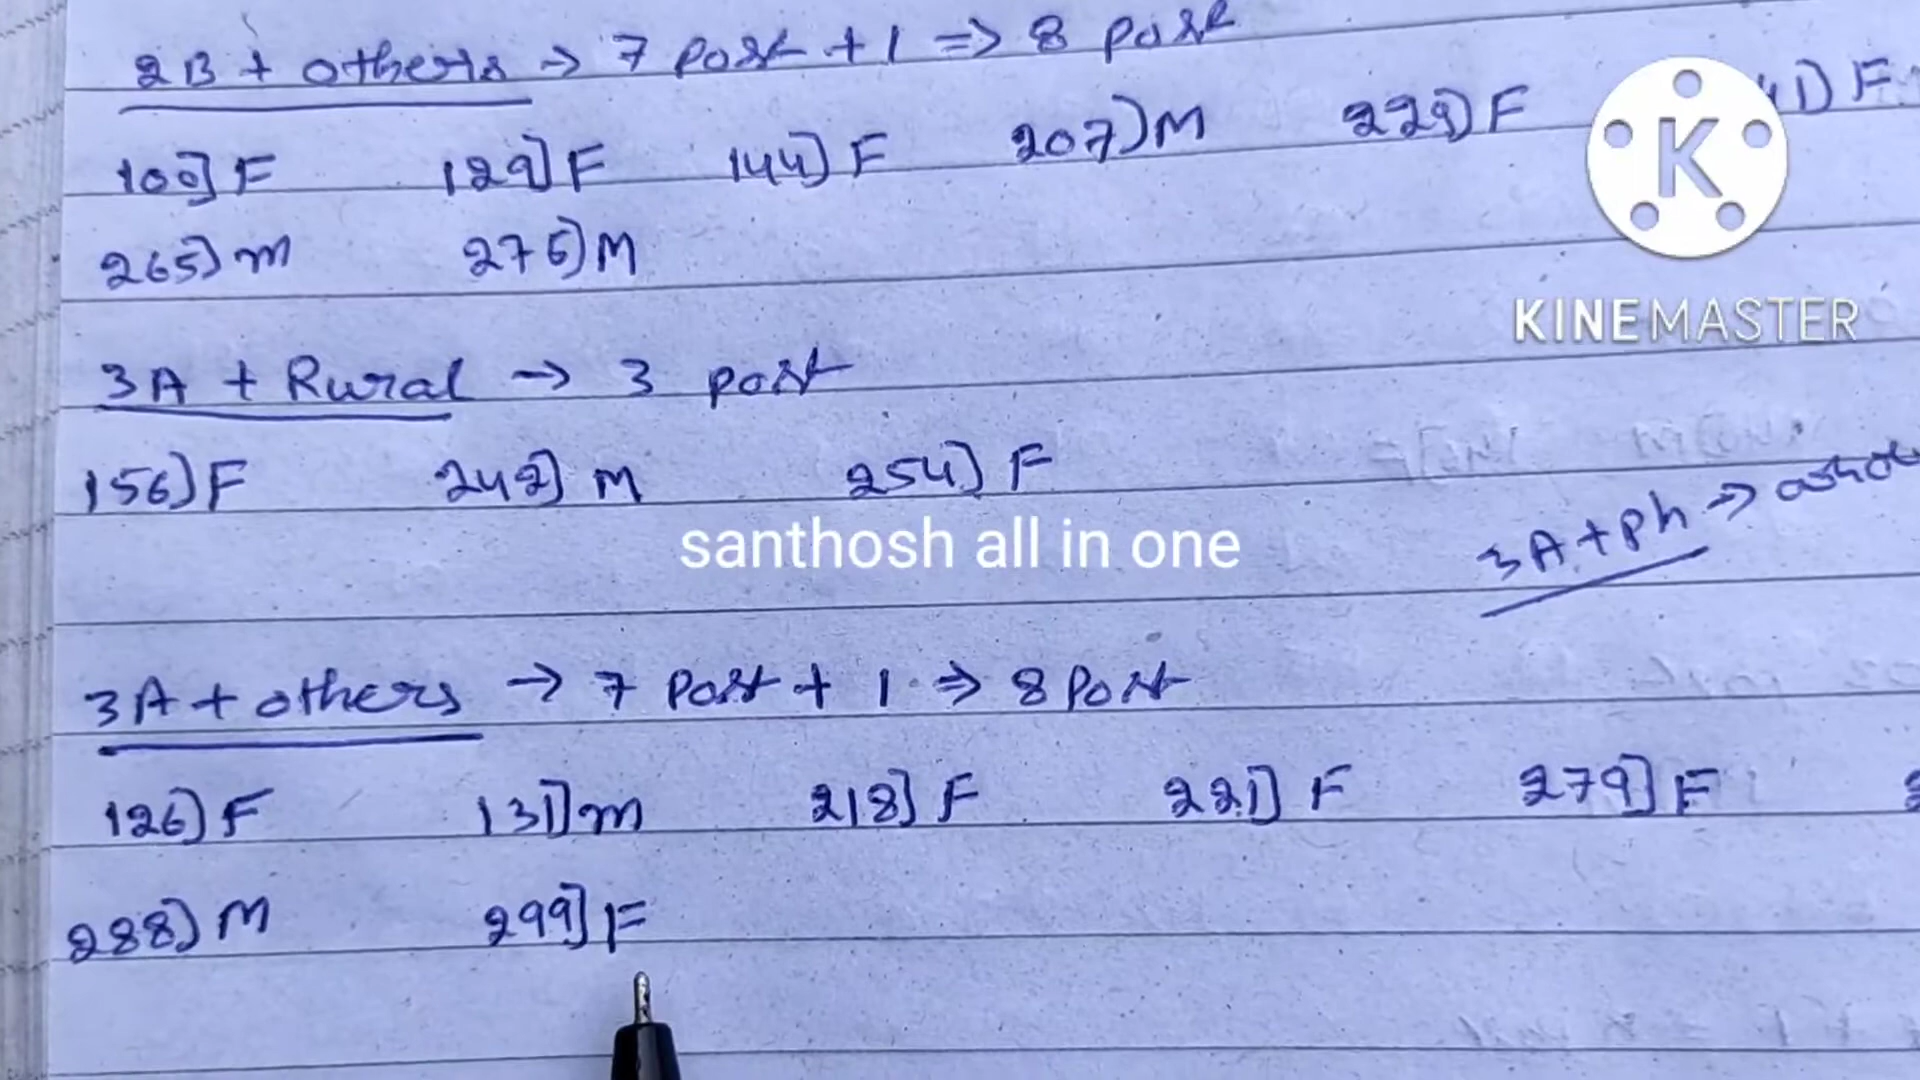 2B + others → 7 Post + 1 => 8 post
100] F 129] F 144] F 207) M 229) F 41) F
265) m 276) M
K
KINEMASTER
3A + Rural → 3 post
156) F 242) m 254) F
santhosh all in one
3A + Ph →
3A + others → 7 Post + 1 => 8 Post
126) F 131] m 218] F 221] F 279] F
288) M 299] F